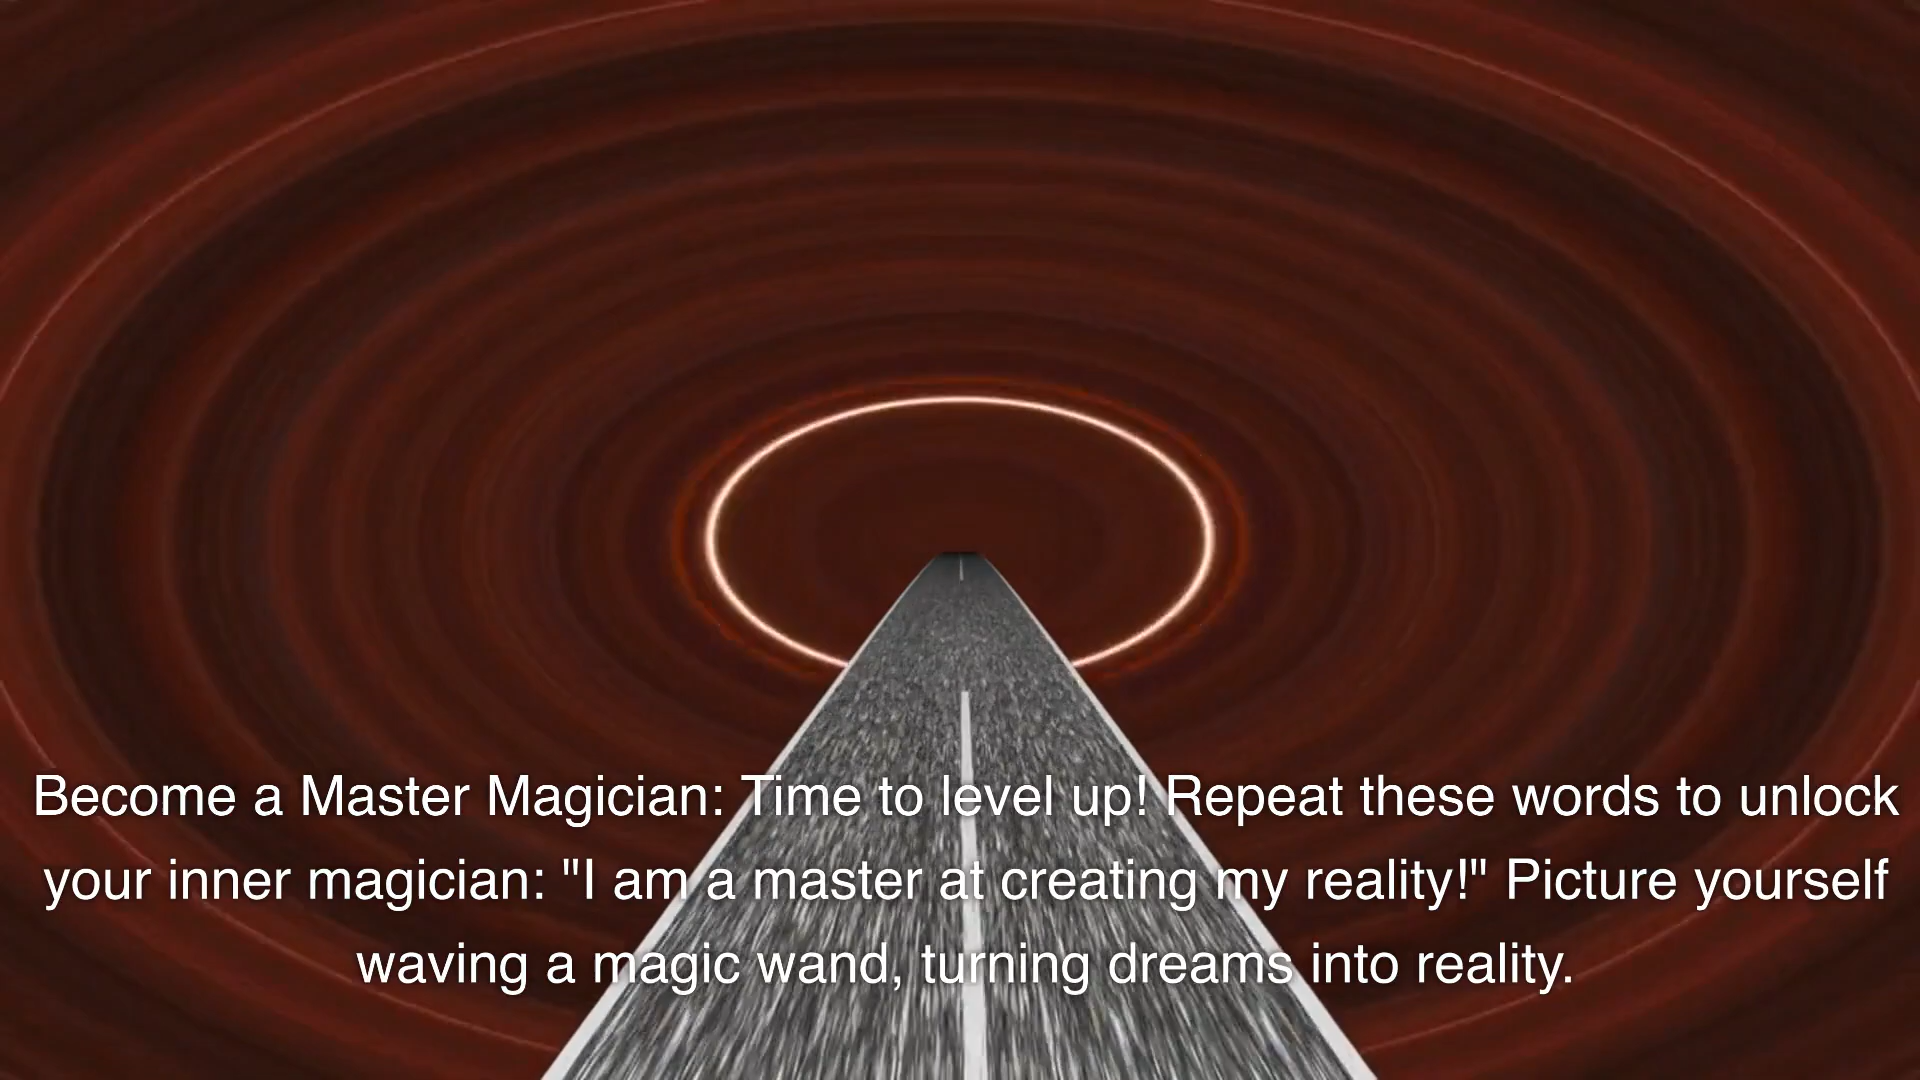 Become a Master Magician: Time to level up! Repeat these words to unlock
your inner magician: "I am a master at creating my reality!" Picture yourself
waving a magic wand, turning dreams into reality.